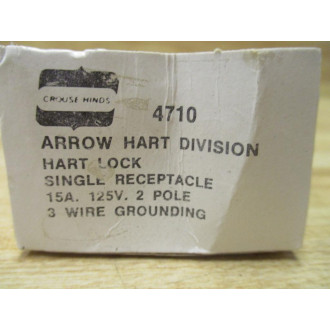 CROUSE HINDS
4710
ARROW HART DIVISION
HART LOCK
SINGLE RECEPTACLE
15A. 125V. 2 POLE
3 WIRE GROUNDING